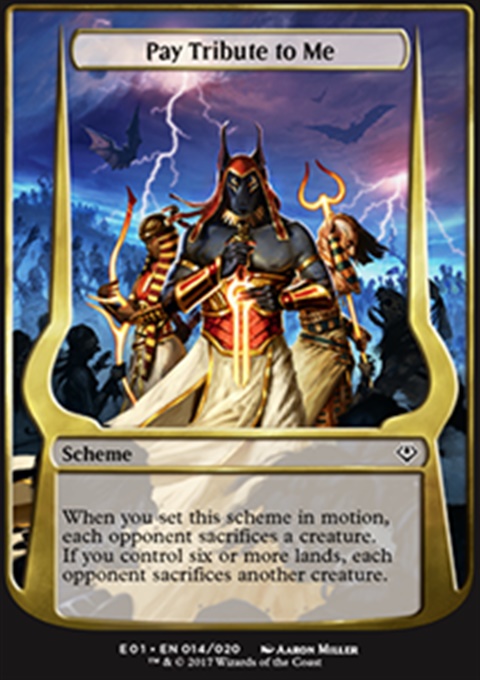 Pay Tribute to Me
Scheme
When you set this scheme in motion,
each opponent sacrifices a creature.
If you control six or more lands, each
opponent sacrifices another creature.
E01 • EN 014/020 Aaron Miller
™ & © 2017 Wizards of the Coast